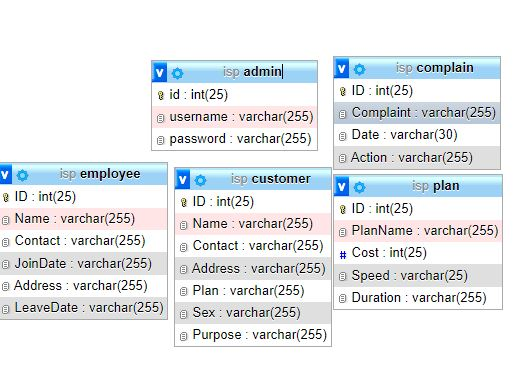 isp admin
id : int(25)
username : varchar(255)
password : varchar(255)
isp complain
ID : int(25)
Complaint : varchar(255)
Date : varchar(30)
Action : varchar(255)
isp employee
ID : int(25)
Name : varchar(255)
Contact : varchar(255)
JoinDate : varchar(255)
Address : varchar(255)
LeaveDate : varchar(255)
isp customer
ID : int(25)
Name : varchar(255)
Contact : varchar(255)
Address : varchar(255)
Plan : varchar(255)
Sex : varchar(255)
Purpose : varchar(255)
isp plan
ID : int(25)
PlanName : varchar(255)
# Cost : int(25)
Speed : varchar(25)
Duration : varchar(255)